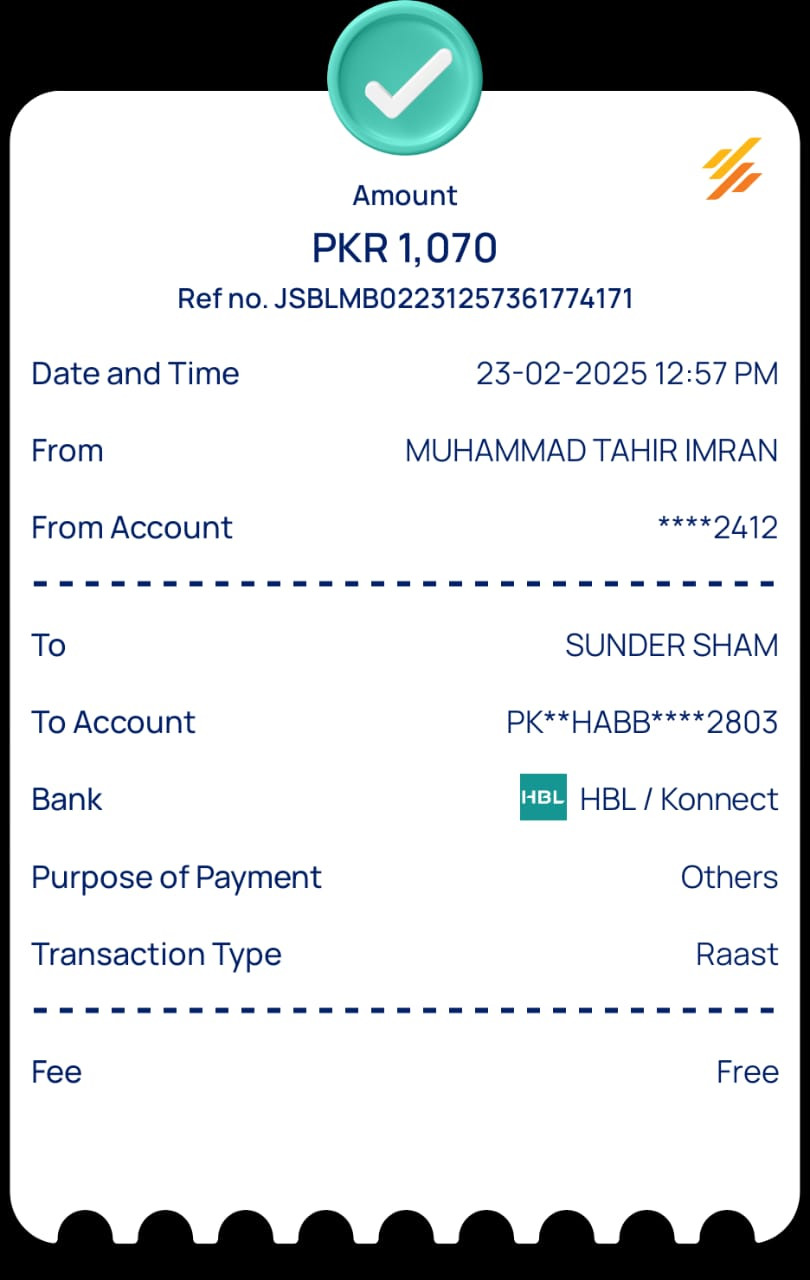 Amount
PKR 1,070
Ref no. JSBLMB02231257361774171
Date and Time 23-02-2025 12:57 PM
From MUHAMMAD TAHIR IMRAN
From Account ****2412
To SUNDER SHAM
To Account PK**HABB****2803
Bank HBL HBL / Konnect
Purpose of Payment Others
Transaction Type Raast
Fee Free